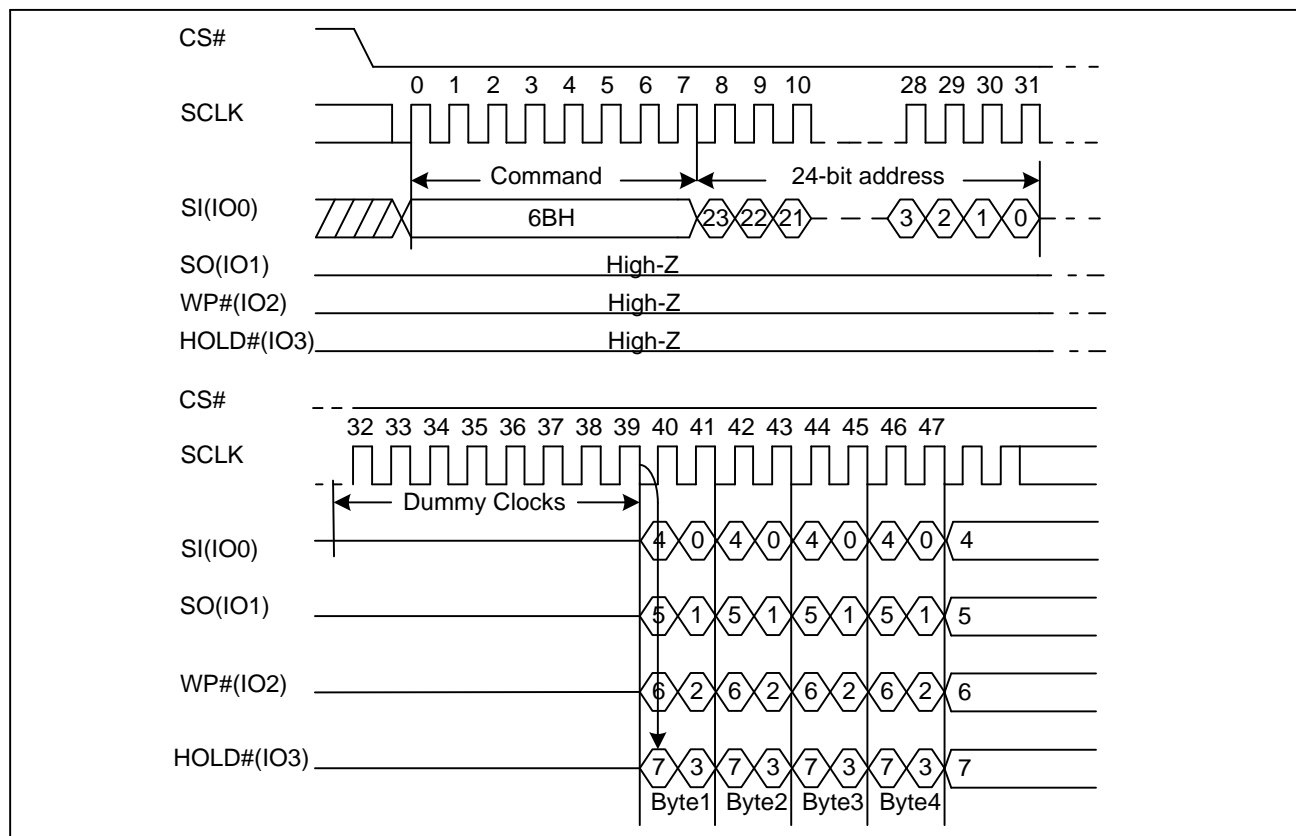 CS#
0 1 2 3 4 5 6 7 8 9 10 28 29 30 31
SCLK
Command 24-bit address
SI(IO0) 6BH 23 22 21 3 2 1 0
SO(IO1) High-Z
WP#(IO2) High-Z
HOLD#(IO3) High-Z
CS#
32 33 34 35 36 37 38 39 40 41 42 43 44 45 46 47
SCLK
Dummy Clocks
SI(IO0) 4 0 4 0 4 0 4 0 4
SO(IO1) 5 1 5 1 5 1 5 1 5
WP#(IO2) 6 2 6 2 6 2 6 2 6
HOLD#(IO3) 7 3 7 3 7 3 7 3 7
Byte1 Byte2 Byte3 Byte4